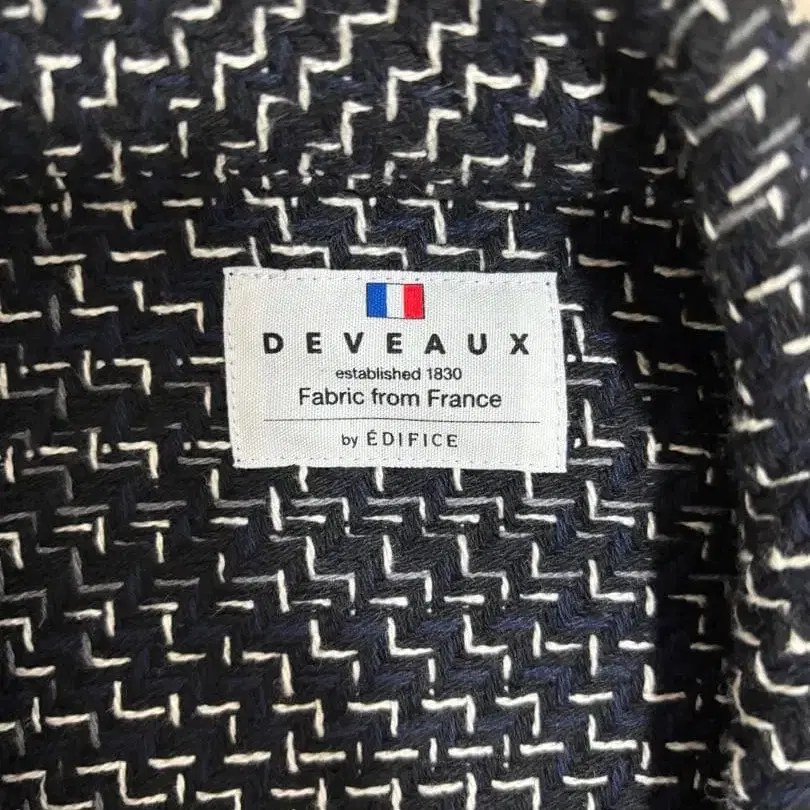 DEVEAUX
established 1830
Fabric from France
by ÉDIFICE